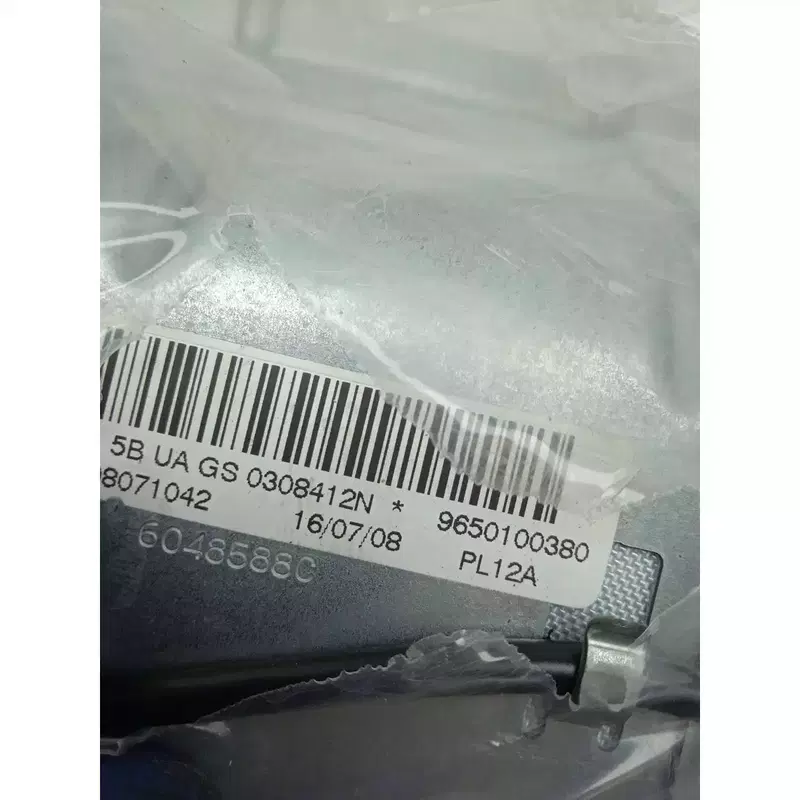 5B UA GS 0308412N * 9650100380
8071042 16/07/08 PL12A
6048588C